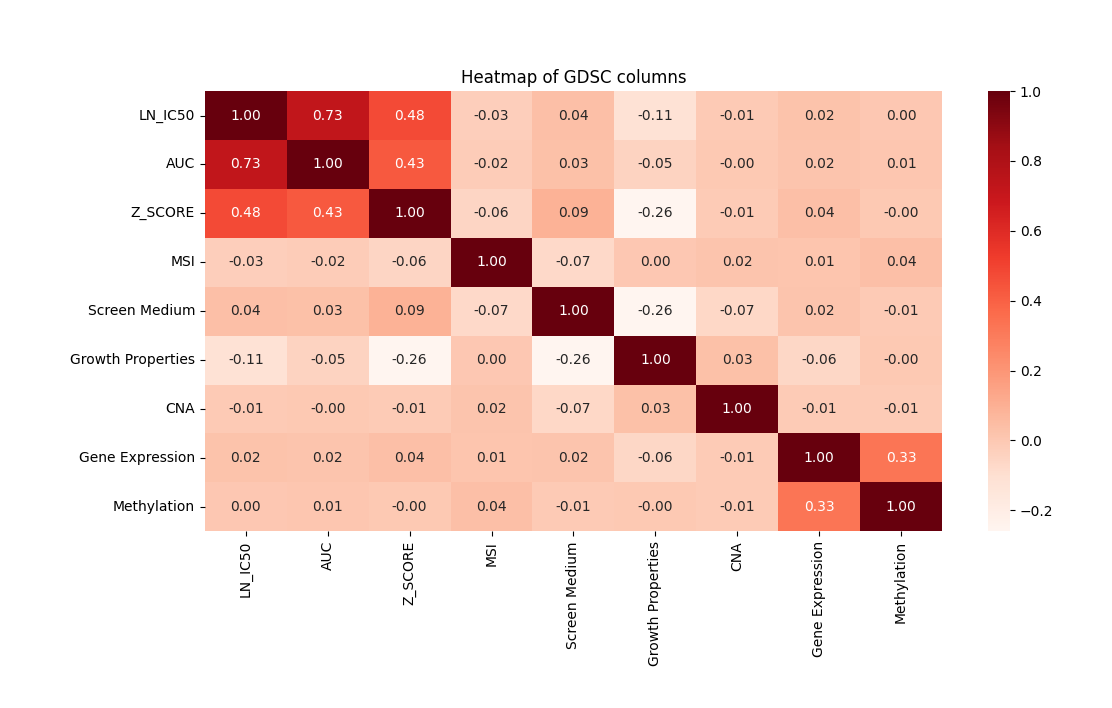 Heatmap of GDSC columns
LN_IC50 1.00 0.73 0.48 -0.03 0.04 -0.11 -0.01 0.02 0.00
AUC 0.73 1.00 0.43 -0.02 0.03 -0.05 -0.00 0.02 0.01
Z_SCORE 0.48 0.43 1.00 -0.06 0.09 -0.26 -0.01 0.04 -0.00
MSI -0.03 -0.02 -0.06 1.00 -0.07 0.00 0.02 0.01 0.04
Screen Medium 0.04 0.03 0.09 -0.07 1.00 -0.26 -0.07 0.02 -0.01
Growth Properties -0.11 -0.05 -0.26 0.00 -0.26 1.00 0.03 -0.06 -0.00
CNA -0.01 -0.00 -0.01 0.02 -0.07 0.03 1.00 -0.01 -0.01
Gene Expression 0.02 0.02 0.04 0.01 0.02 -0.06 -0.01 1.00 0.33
Methylation 0.00 0.01 -0.00 0.04 -0.01 -0.00 -0.01 0.33 1.00
LN_IC50
AUC
Z_SCORE
MSI
Screen Medium
Growth Properties
CNA
Gene Expression
Methylation
1.0
0.8
0.6
0.4
0.2
0.0
−0.2